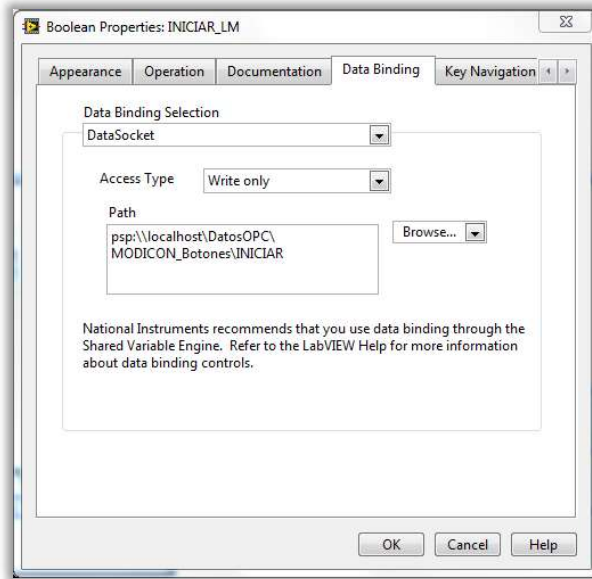 Boolean Properties: INICIAR_LM
Appearance Operation Documentation Data Binding Key Navigation
Data Binding Selection
DataSocket
Access Type Write only
Path
psp:\\localhost\DatosOPC\
MODICON_Botones\INICIAR
Browse...
National Instruments recommends that you use data binding through the
Shared Variable Engine. Refer to the LabVIEW Help for more information
about data binding controls.
OK Cancel Help